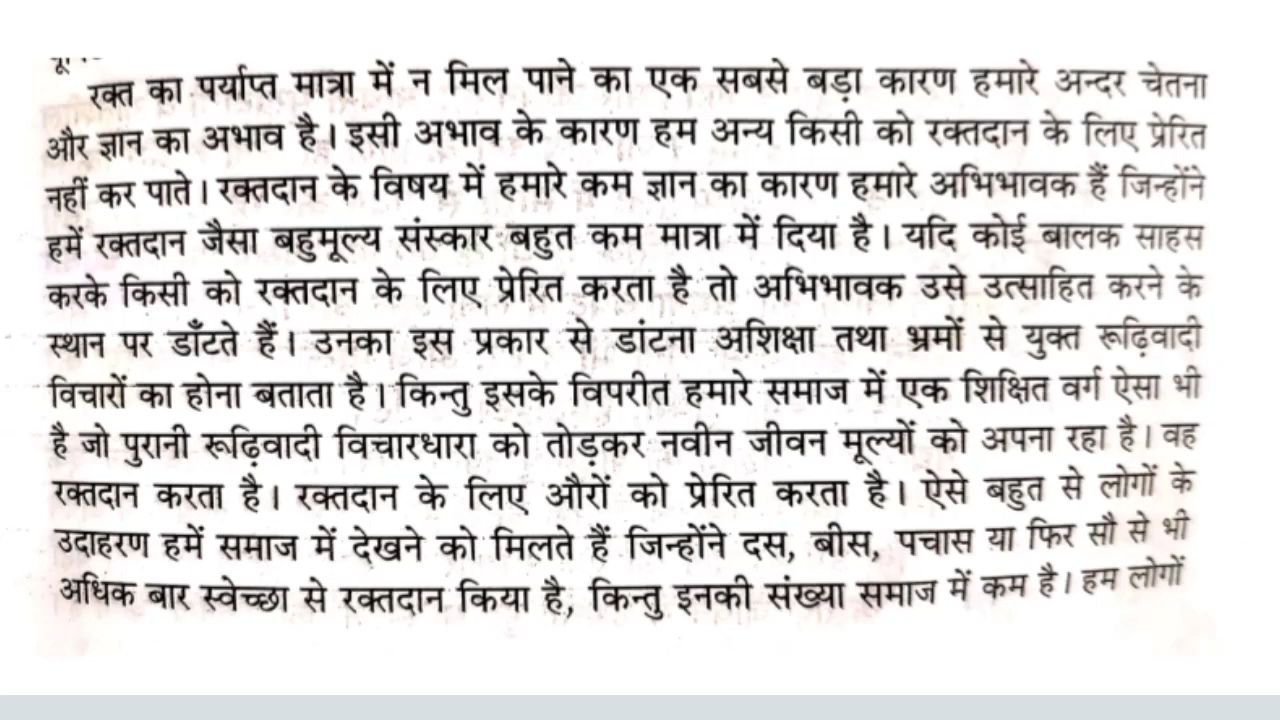 रक्त का पर्याप्त मात्रा में न मिल पाने का एक सबसे बड़ा कारण हमारे अन्दर चेतना
और ज्ञान का अभाव है। इसी अभाव के कारण हम अन्य किसी को रक्तदान के लिए प्रेरित
नहीं कर पाते। रक्तदान के विषय में हमारे कम ज्ञान का कारण हमारे अभिभावक हैं जिन्होंने
हमें रक्तदान जैसा बहुमूल्य संस्कार बहुत कम मात्रा में दिया है। यदि कोई बालक साहस
करके किसी को रक्तदान के लिए प्रेरित करता है तो अभिभावक उसे उत्साहित करने के
स्थान पर डाँटते हैं। उनका इस प्रकार से डांटना अशिक्षा तथा भ्रमों से युक्त रूढ़िवादी
विचारों का होना बताता है। किन्तु इसके विपरीत हमारे समाज में एक शिक्षित वर्ग ऐसा भी
है जो पुरानी रूढ़िवादी विचारधारा को तोड़कर नवीन जीवन मूल्यों को अपना रहा है। वह
रक्तदान करता है। रक्तदान के लिए औरों को प्रेरित करता है। ऐसे बहुत से लोगों के
उदाहरण हमें समाज में देखने को मिलते हैं जिन्होंने दस, बीस, पचास या फिर सौ से भी
अधिक बार स्वेच्छा से रक्तदान किया है, किन्तु इनकी संख्या समाज में कम है। हम लोगों